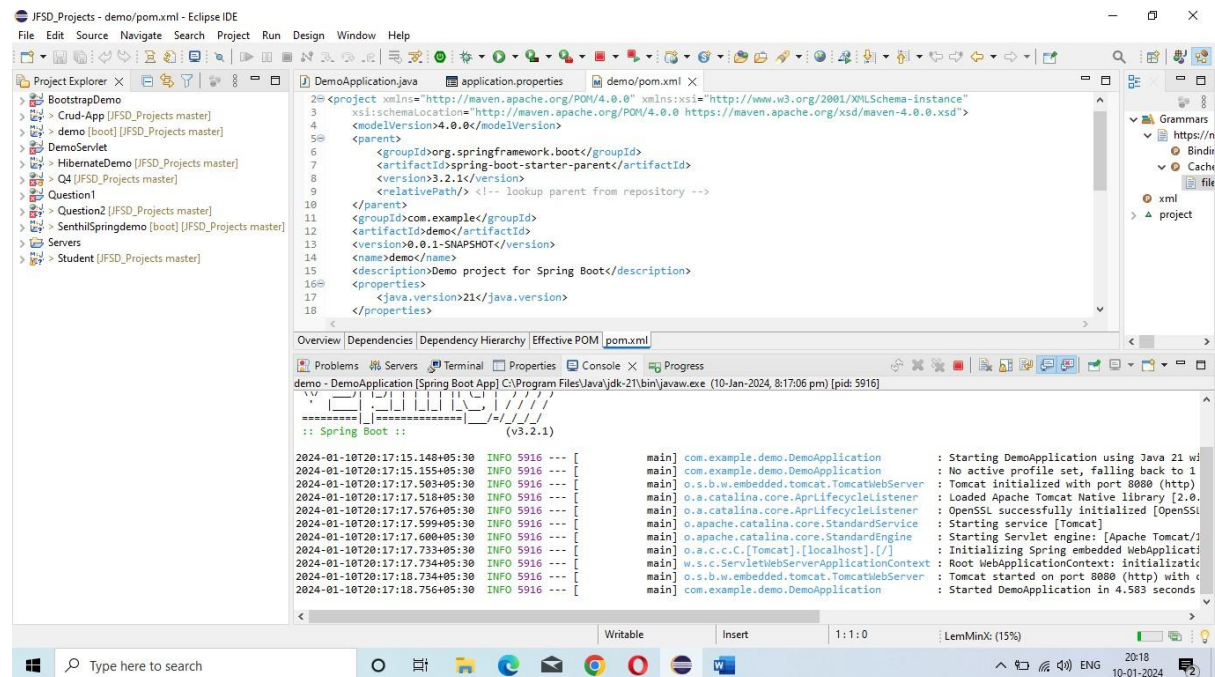 JFSD_Projects - demo/pom.xml - Eclipse IDE
File Edit Source Navigate Search Project Run Design Window Help
Project Explorer
BootstrapDemo
> Crud-App [JFSD_Projects master]
> demo [boot] [JFSD_Projects master]
DemoServlet
> HibernateDemo [JFSD_Projects master]
> Q4 [JFSD_Projects master]
Question1
> Question2 [JFSD_Projects master]
> SenthilSpringdemo [boot] [JFSD_Projects master]
Servers
> Student [JFSD_Projects master]
DemoApplication.java application.properties demo/pom.xml
2 <project xmlns="http://maven.apache.org/POM/4.0.0" xmlns:xsi="http://www.w3.org/2001/XMLSchema-instance"
3 xsi:schemaLocation="http://maven.apache.org/POM/4.0.0 https://maven.apache.org/xsd/maven-4.0.0.xsd">
4 <modelVersion>4.0.0</modelVersion>
5 <parent>
6 <groupId>org.springframework.boot</groupId>
7 <artifactId>spring-boot-starter-parent</artifactId>
8 <version>3.2.1</version>
9 <relativePath/> <!-- lookup parent from repository -->
10 </parent>
11 <groupId>com.example</groupId>
12 <artifactId>demo</artifactId>
13 <version>0.0.1-SNAPSHOT</version>
14 <name>demo</name>
15 <description>Demo project for Spring Boot</description>
16 <properties>
17 <java.version>21</java.version>
18 </properties>
Overview Dependencies Dependency Hierarchy Effective POM pom.xml
Grammars
https://n
Bindin
Cache
file
xml
project
Problems Servers Terminal Properties Console Progress
demo - DemoApplication [Spring Boot App] C:\Program Files\Java\jdk-21\bin\javaw.exe (10-Jan-2024, 8:17:06 pm) [pid: 5916]
:: Spring Boot :: (v3.2.1)
2024-01-10T20:17:15.148+05:30 INFO 5916 --- [ main] com.example.demo.DemoApplication : Starting DemoApplication using Java 21 wi
2024-01-10T20:17:15.155+05:30 INFO 5916 --- [ main] com.example.demo.DemoApplication : No active profile set, falling back to 1
2024-01-10T20:17:17.503+05:30 INFO 5916 --- [ main] o.s.b.w.embedded.tomcat.TomcatWebServer : Tomcat initialized with port 8080 (http)
2024-01-10T20:17:17.518+05:30 INFO 5916 --- [ main] o.a.catalina.core.AprLifecycleListener : Loaded Apache Tomcat Native library [2.0.
2024-01-10T20:17:17.576+05:30 INFO 5916 --- [ main] o.a.catalina.core.AprLifecycleListener : OpenSSL successfully initialized [OpenSSL
2024-01-10T20:17:17.599+05:30 INFO 5916 --- [ main] o.apache.catalina.core.StandardService : Starting service [Tomcat]
2024-01-10T20:17:17.600+05:30 INFO 5916 --- [ main] o.apache.catalina.core.StandardEngine : Starting Servlet engine: [Apache Tomcat/1
2024-01-10T20:17:17.733+05:30 INFO 5916 --- [ main] o.a.c.c.C.[Tomcat].[localhost].[/] : Initializing Spring embedded WebApplicati
2024-01-10T20:17:17.734+05:30 INFO 5916 --- [ main] w.s.c.ServletWebServerApplicationContext : Root WebApplicationContext: initializatic
2024-01-10T20:17:18.734+05:30 INFO 5916 --- [ main] o.s.b.w.embedded.tomcat.TomcatWebServer : Tomcat started on port 8080 (http) with c
2024-01-10T20:17:18.756+05:30 INFO 5916 --- [ main] com.example.demo.DemoApplication : Started DemoApplication in 4.583 seconds
Writable Insert 1:1:0 LemMinX: (15%)
Type here to search
ENG
20:18
10-01-2024